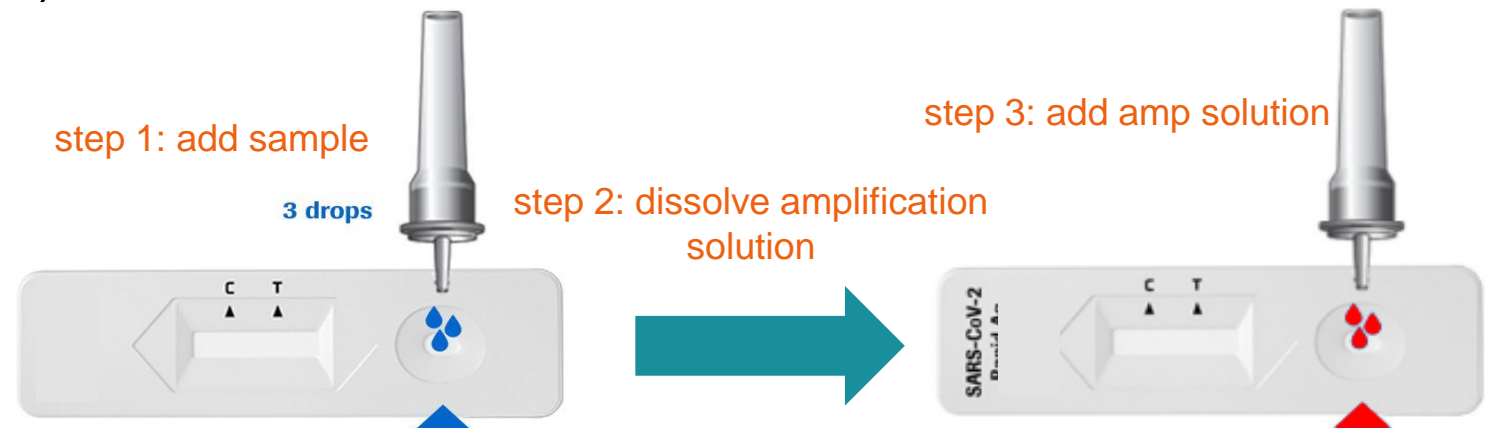 step 1: add sample
3 drops
step 2: dissolve amplification
solution
step 3: add amp solution
C T
C T
SARS-CoV-2